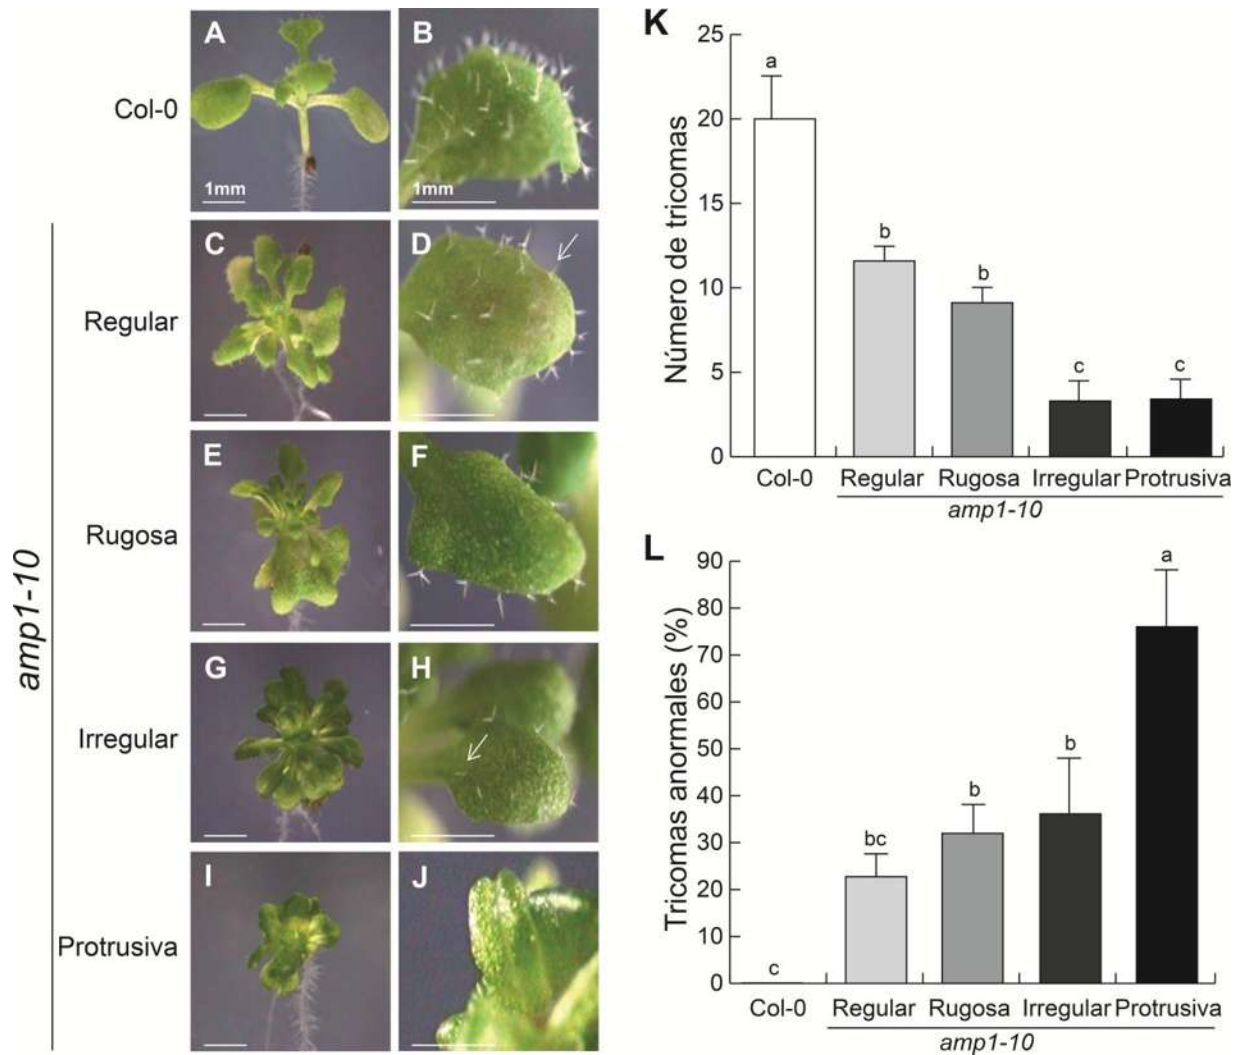 A
B
Col-0
1mm
1mm
C
D
Regular
E
F
Rugosa
G
H
Irregular
I
J
Protrusiva
amp1-10
K
Número de tricomas
25
20
15
10
5
0
a
b
b
c
c
Col-0 Regular Rugosa Irregular Protrusiva
amp1-10
L
Tricomas anormales (%)
90
80
70
60
50
40
30
20
10
0
c
bc
b
b
a
Col-0 Regular Rugosa Irregular Protrusiva
amp1-10